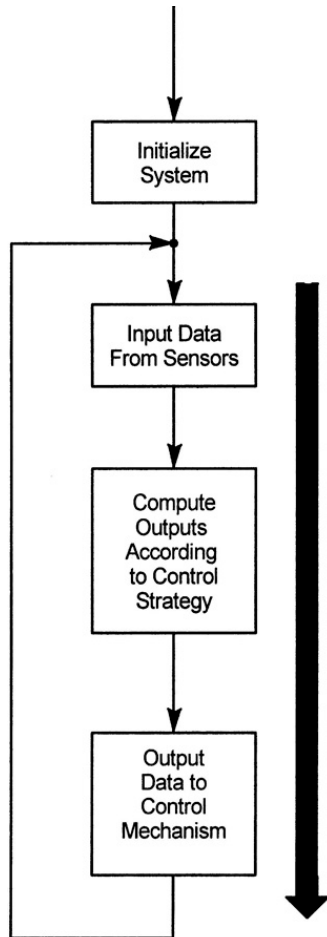 Initialize
System
Input Data
From Sensors
Compute
Outputs
According
to Control
Strategy
Output
Data to
Control
Mechanism